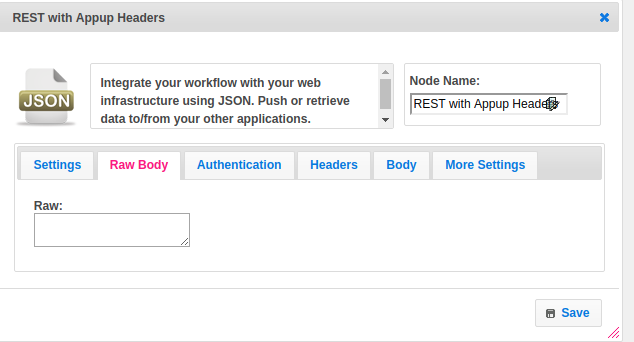 REST with Appup Headers
JSON
Integrate your workflow with your web
infrastructure using JSON. Push or retrieve
data to/from your other applications.
Node Name:
REST with Appup Headers
Settings
Raw Body
Authentication
Headers
Body
More Settings
Raw:
Save